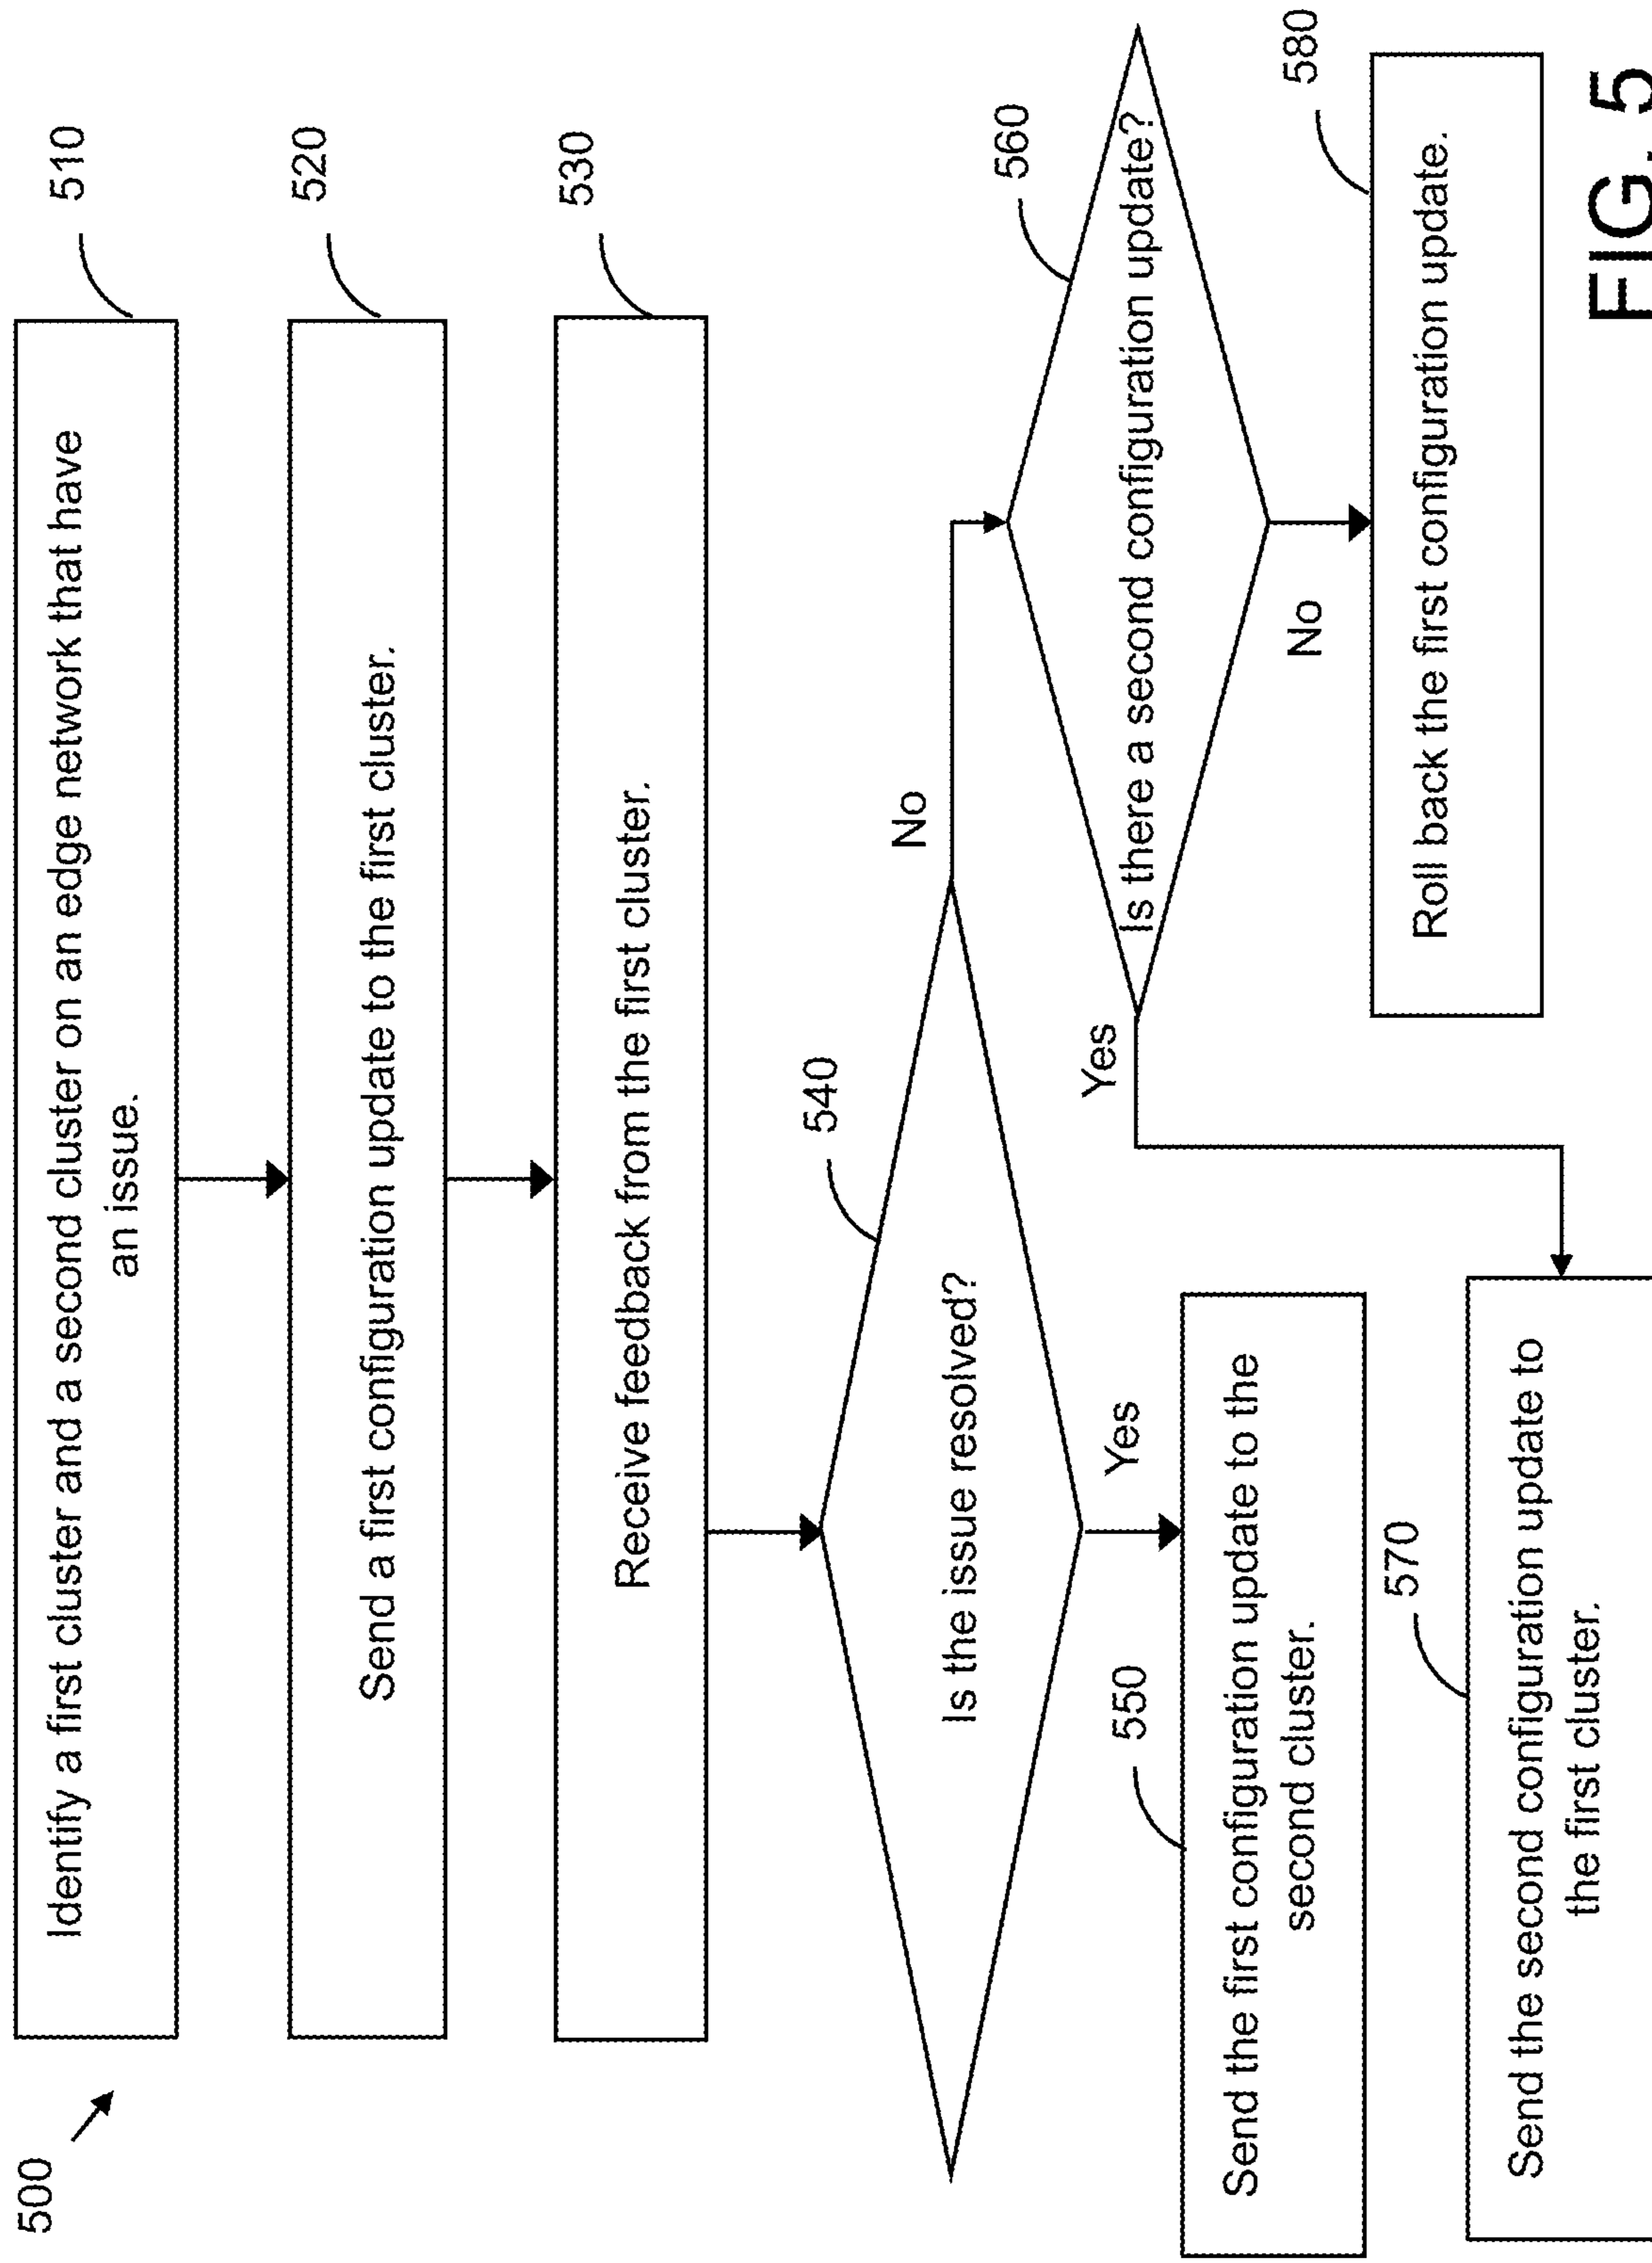 500
510
Identify a first cluster and a second cluster on an edge network that have
an issue.
520
Send a first configuration update to the first cluster.
530
Receive feedback from the first cluster.
540
Is the issue resolved?
No
Yes
560
Is there a second configuration update?
Yes
No
550
Send the first configuration update to the
second cluster.
580
Roll back the first configuration update.
570
Send the second configuration update to
the first cluster.
FIG. 5